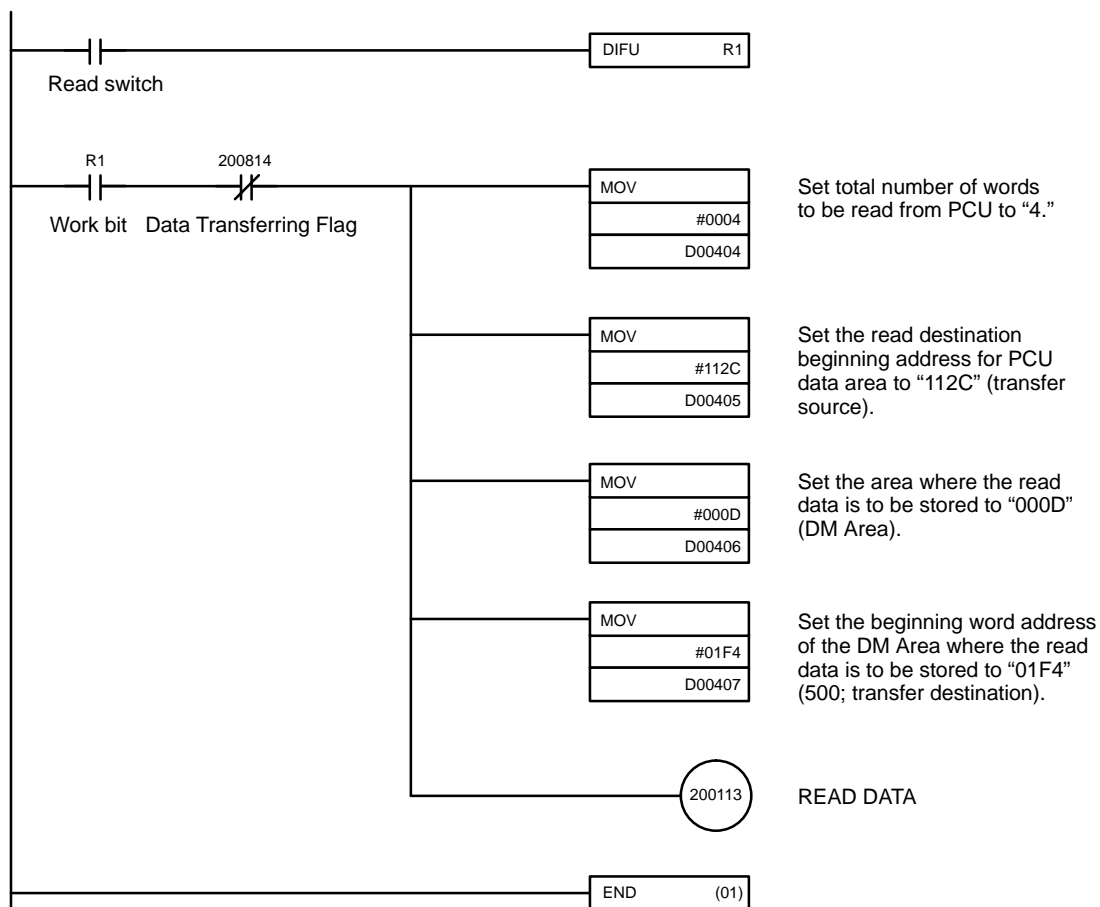 DIFU R1
Read switch
R1 200814
Work bit Data Transferring Flag
MOV
#0004
D00404
Set total number of words
to be read from PCU to “4.”
MOV
#112C
D00405
Set the read destination
beginning address for PCU
data area to “112C” (transfer
source).
MOV
#000D
D00406
Set the area where the read
data is to be stored to “000D”
(DM Area).
MOV
#01F4
D00407
Set the beginning word address
of the DM Area where the read
data is to be stored to “01F4”
(500; transfer destination).
200113
READ DATA
END (01)